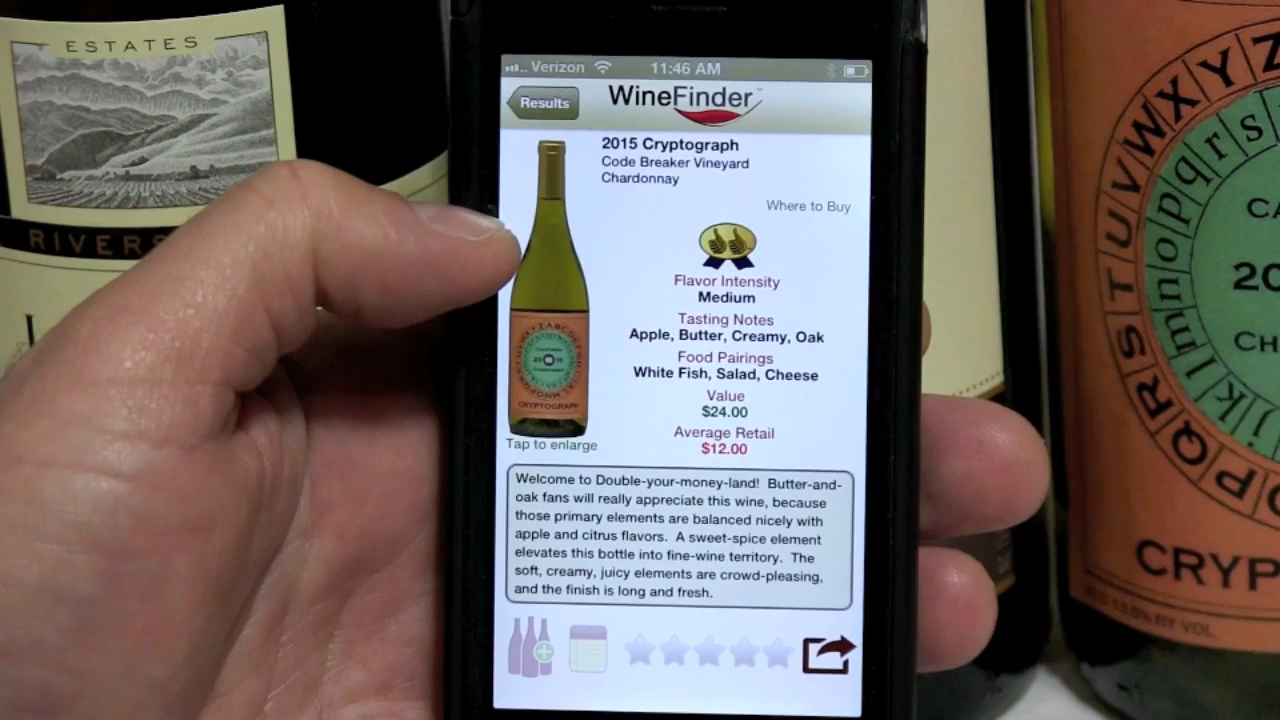 ESTATES
RIVERS
Verizon 11:46 AM
Results
WineFinder
2015 Cryptograph
Code Breaker Vineyard
Chardonnay
Where to Buy
Flavor Intensity
Medium
Tasting Notes
Apple, Butter, Creamy, Oak
Food Pairings
White Fish, Salad, Cheese
Value
$24.00
Average Retail
$12.00
CRYPTOGRAPH
Tap to enlarge
Welcome to Double-your-money-land! Butter-and-
oak fans will really appreciate this wine, because
those primary elements are balanced nicely with
apple and citrus flavors. A sweet-spice element
elevates this bottle into fine-wine territory. The
soft, creamy, juicy elements are crowd-pleasing,
and the finish is long and fresh.
O P Q R S T U V W X Y Z
j k l m n o p q r s
CA
20
CH
CRYP
BY VOL